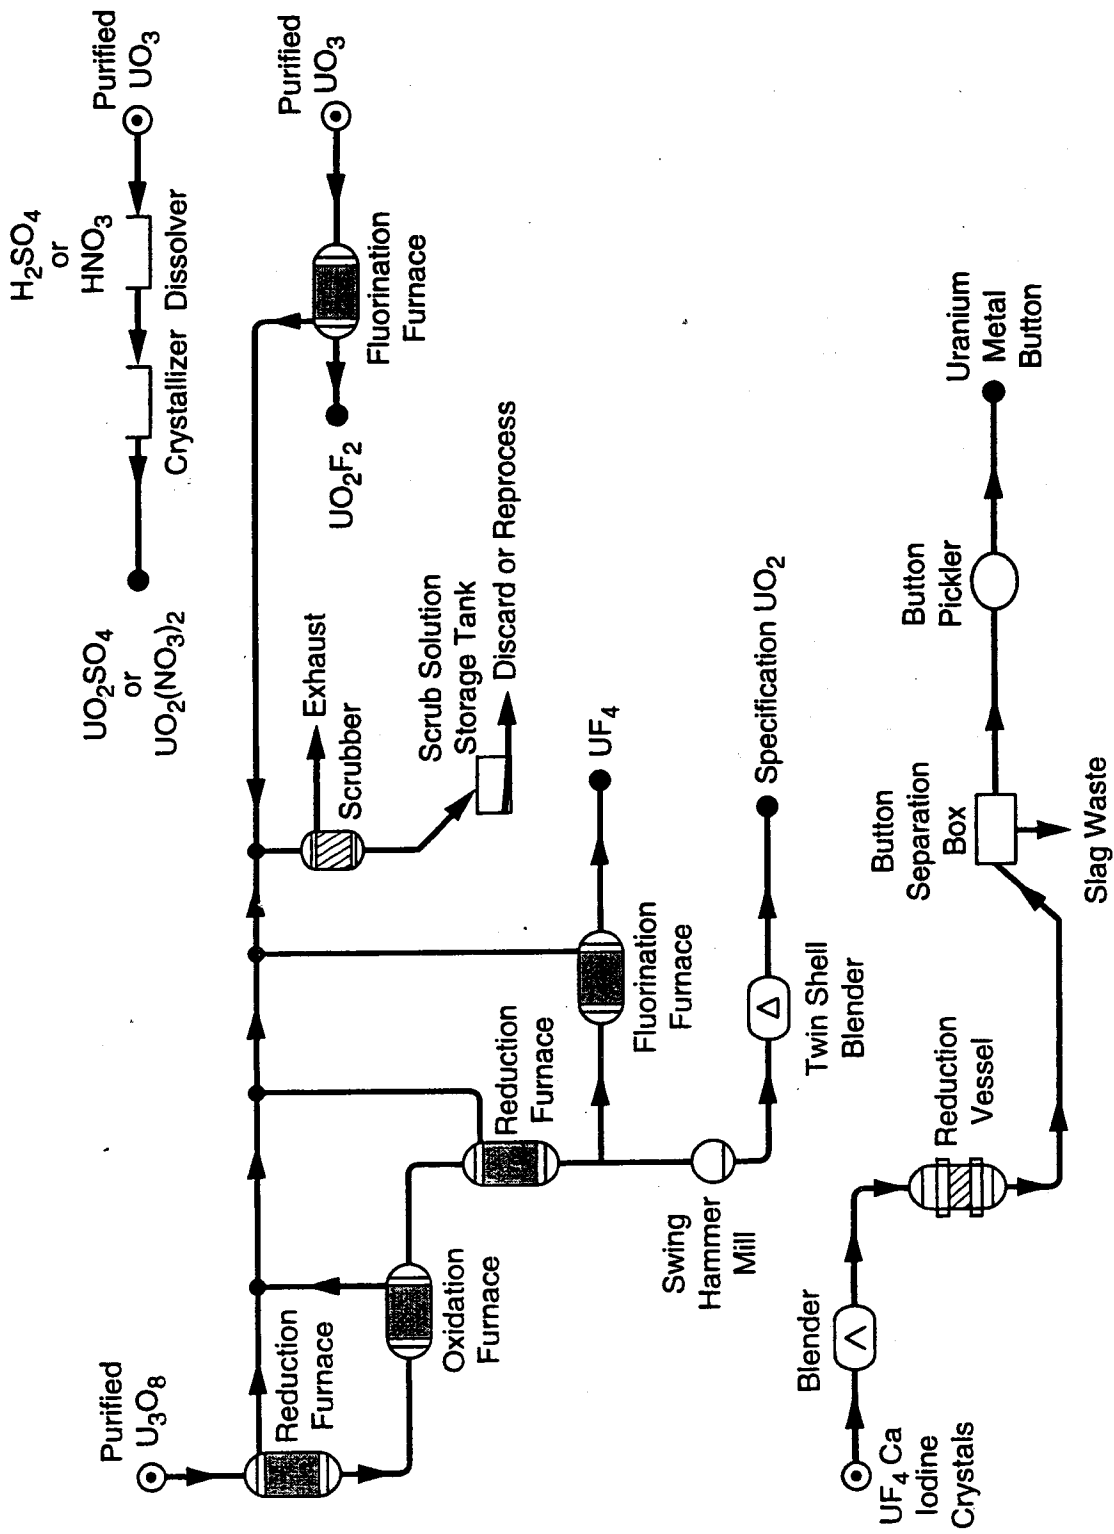 Purified
U₃O₈
Reduction
Furnace
Oxidation
Furnace
Reduction
Furnace
Fluorination
Furnace
UF₄
Swing
Hammer
Mill
Twin Shell
Blender
Specification UO₂
Exhaust
Scrubber
Scrub Solution
Storage Tank
Discard or Reprocess
UO₂SO₄
or
UO₂(NO₃)₂
Crystallizer
Dissolver
H₂SO₄
or
HNO₃
Purified
UO₃
UO₂F₂
Fluorination
Furnace
Purified
UO₃
UF₄ Ca
Iodine
Crystals
Blender
Reduction
Vessel
Button
Separation
Box
Slag Waste
Button
Pickler
Uranium
Metal
Button